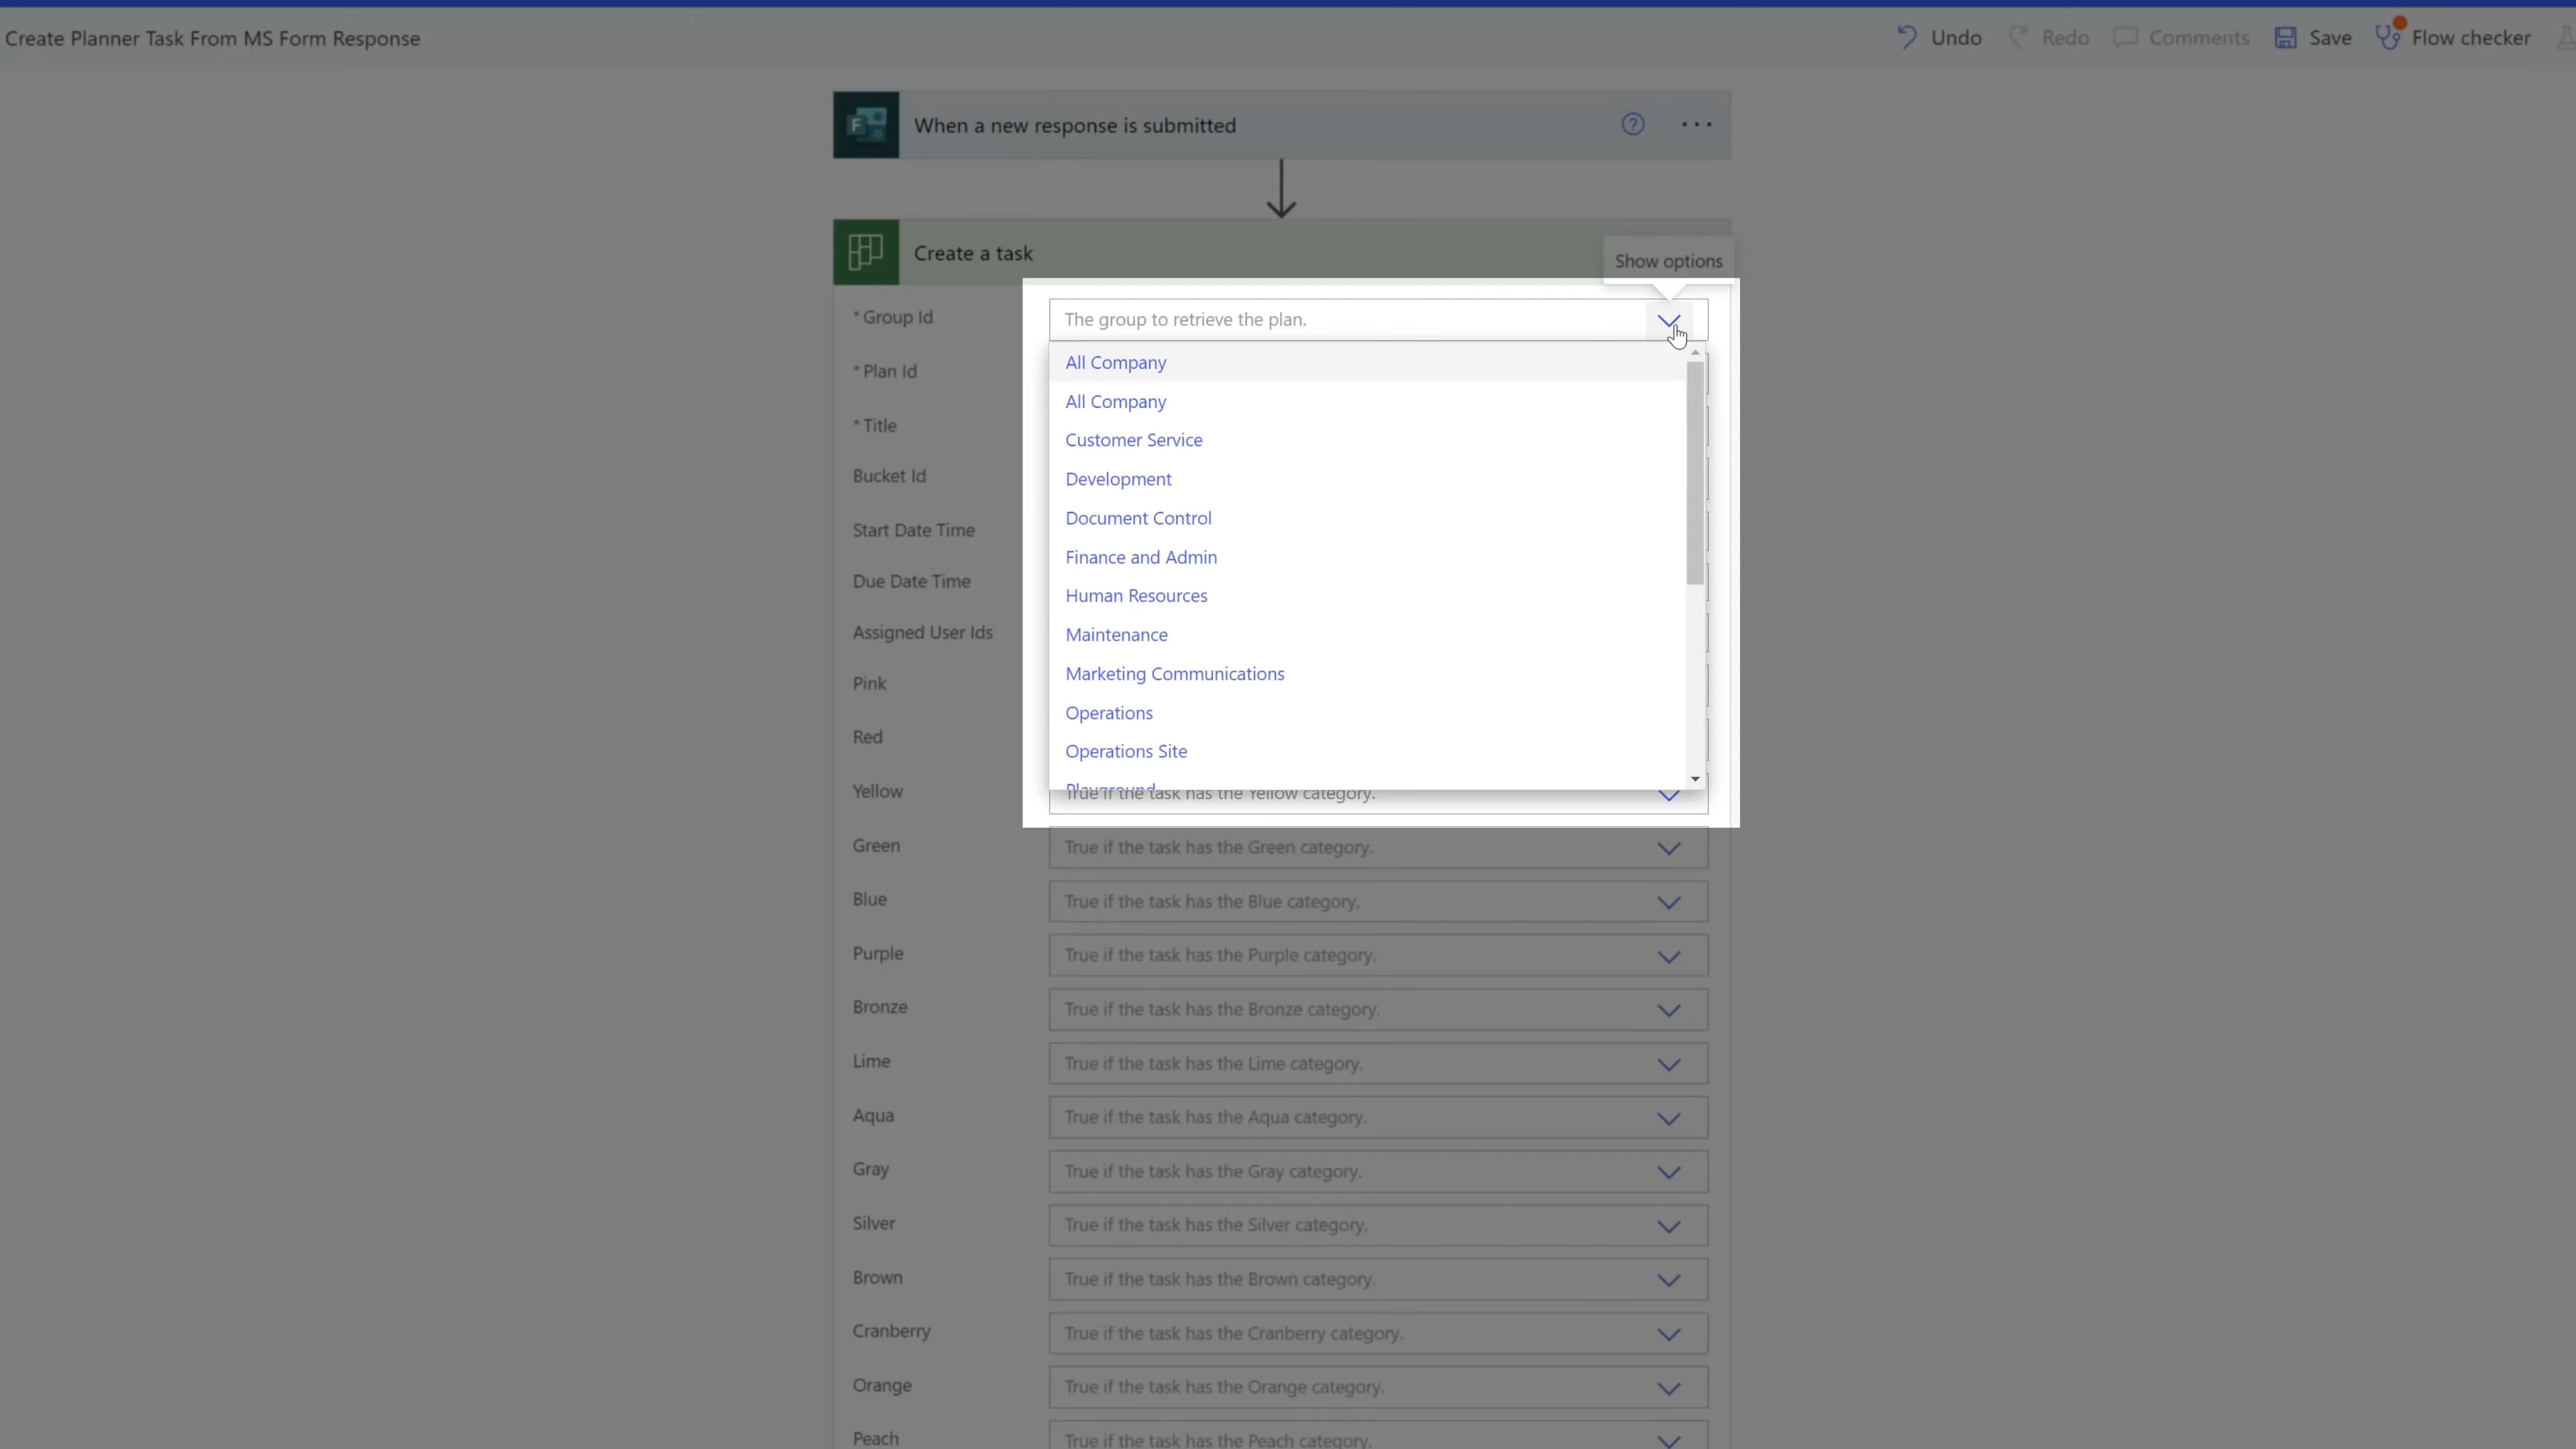 Create Planner Task From MS Form Response
Undo
Redo
Comments
Save
Flow checker
F
When a new response is submitted
?
Create a task
Show options
* Group Id
The group to retrieve the plan.
All Company
* Plan Id
All Company
* Title
Customer Service
Bucket Id
Development
Document Control
Start Date Time
Finance and Admin
Due Date Time
Human Resources
Assigned User Ids
Maintenance
Pink
Marketing Communications
Operations
Red
Operations Site
Playground
Yellow
True if the task has the Yellow category.
Green
True if the task has the Green category.
Blue
True if the task has the Blue category.
Purple
True if the task has the Purple category.
Bronze
True if the task has the Bronze category.
Lime
True if the task has the Lime category.
Aqua
True if the task has the Aqua category.
Gray
True if the task has the Gray category.
Silver
True if the task has the Silver category.
Brown
True if the task has the Brown category.
Cranberry
True if the task has the Cranberry category.
Orange
True if the task has the Orange category.
Peach
True if the task has the Peach category.